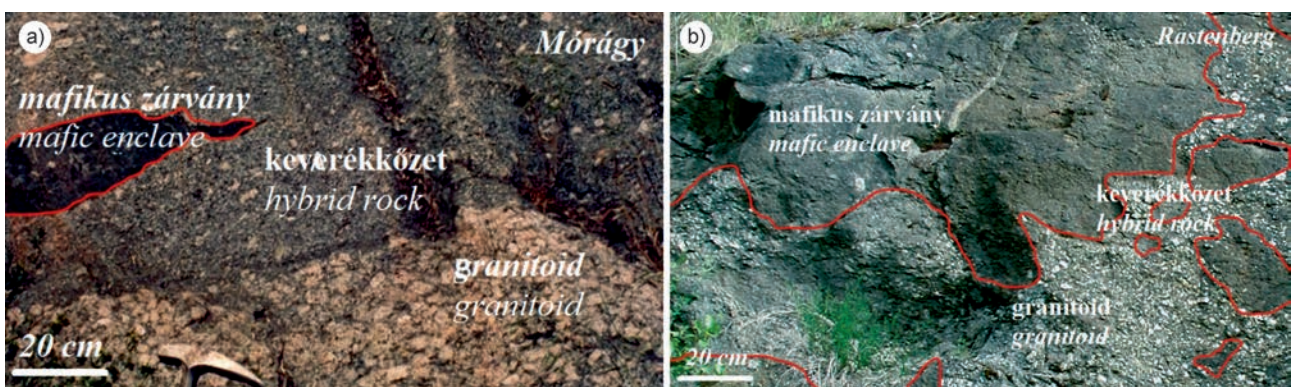 a)
Mórágy
mafikus zárvány
mafic enclave
keverékkőzet
hybrid rock
granitoid
granitoid
20 cm
b)
Rastenberg
mafikus zárvány
mafic enclave
keverékkőzet
hybrid rock
granitoid
granitoid
20 cm